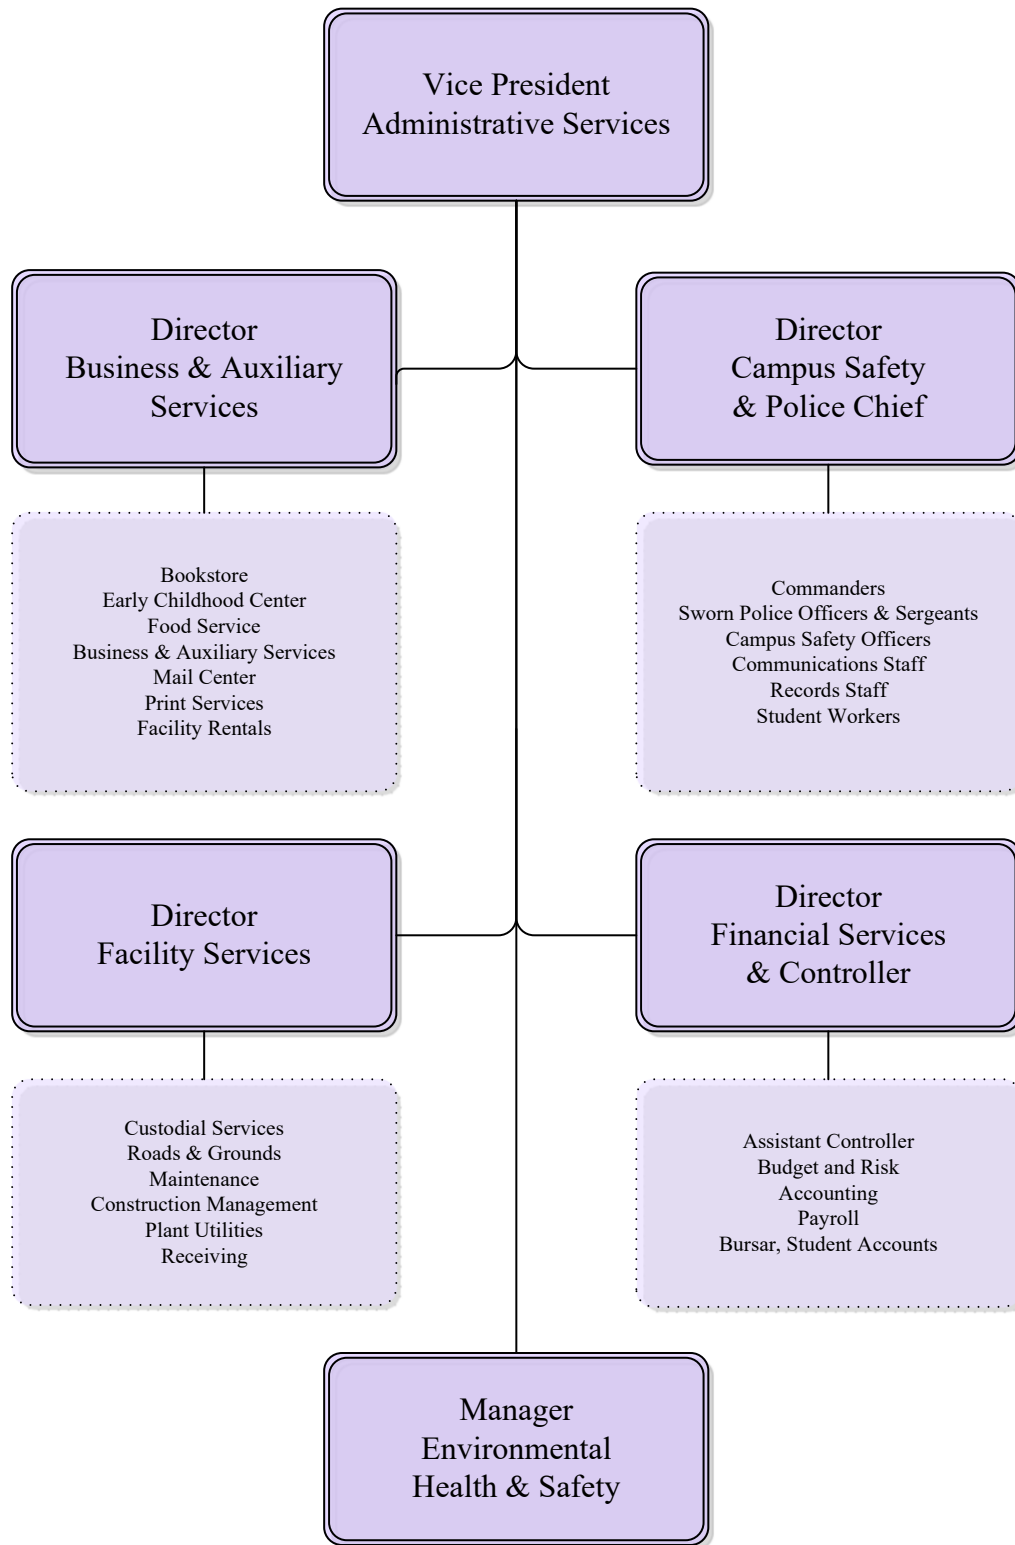 Vice President
Administrative Services
Director
Business & Auxiliary
Services
Director
Campus Safety
& Police Chief
Bookstore
Early Childhood Center
Food Service
Business & Auxiliary Services
Mail Center
Print Services
Facility Rentals
Commanders
Sworn Police Officers & Sergeants
Campus Safety Officers
Communications Staff
Records Staff
Student Workers
Director
Facility Services
Director
Financial Services
& Controller
Custodial Services
Roads & Grounds
Maintenance
Construction Management
Plant Utilities
Receiving
Assistant Controller
Budget and Risk
Accounting
Payroll
Bursar, Student Accounts
Manager
Environmental
Health & Safety